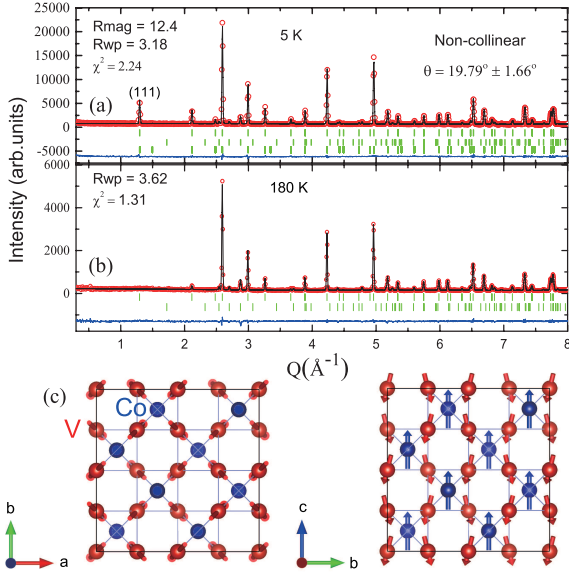 Rmag = 12.4
Rwp = 3.18
χ² = 2.24
5 K
Non-collinear
θ = 19.79° ± 1.66°
(111)
(a)
25000
20000
15000
10000
5000
0
-5000
6000
Rwp = 3.62
χ² = 1.31
180 K
4000
2000
(b)
0
Intensity (arb.units)
1 2 3 4 5 6 7 8
Q(Å⁻¹)
(c)
Co
V
b
a
c
b